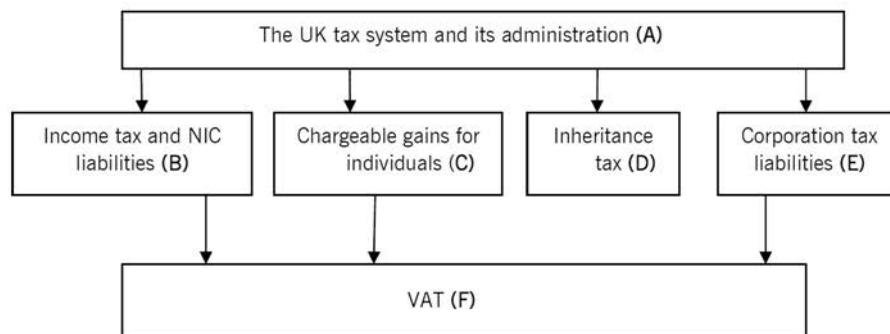 The UK tax system and its administration (A)
Income tax and NIC
liabilities (B)
Chargeable gains for
individuals (C)
Inheritance
tax (D)
Corporation tax
liabilities (E)
VAT (F)